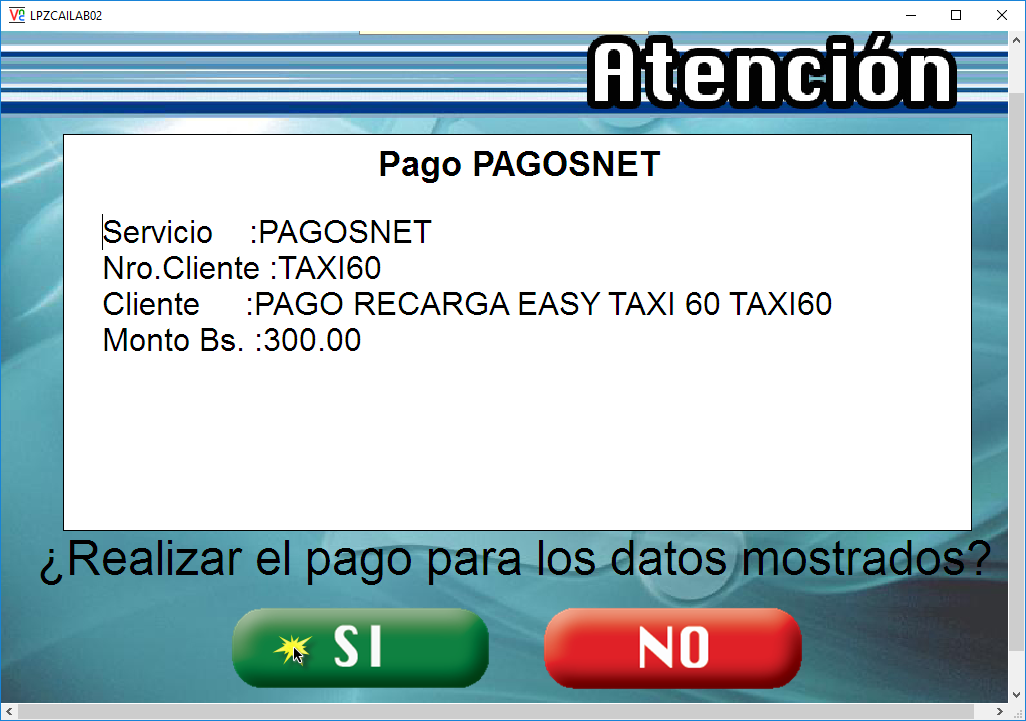 LPZCAILAB02
Atención
Pago PAGOSNET
Servicio :PAGOSNET
Nro.Cliente :TAXI60
Cliente :PAGO RECARGA EASY TAXI 60 TAXI60
Monto Bs. :300.00
¿Realizar el pago para los datos mostrados?
SI
NO